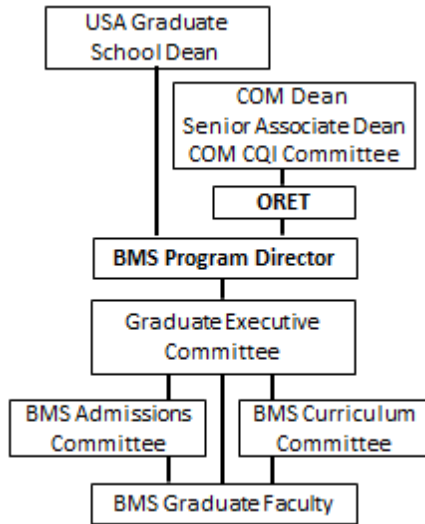 USA Graduate
School Dean
COM Dean
Senior Associate Dean
COM CQI Committee
ORET
BMS Program Director
Graduate Executive
Committee
BMS Admissions
Committee
BMS Curriculum
Committee
BMS Graduate Faculty